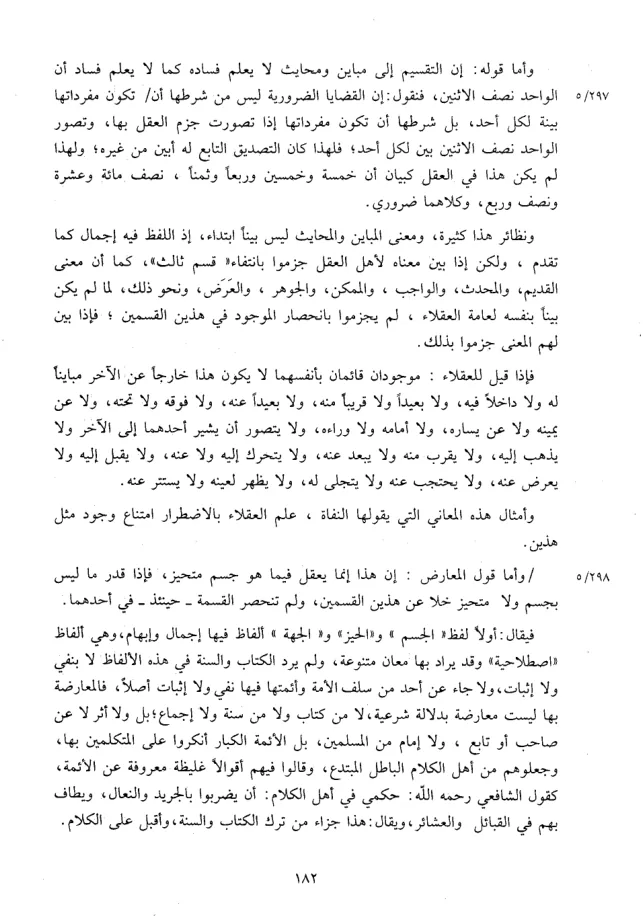 وأما قوله: إن التقسيم إلى مباين ومحايث لا يعلم فساده كما لا يعلم فساد أن
٥/٢٩٧ الواحد نصف الاثنين، فنقول:إن القضايا الضرورية ليس من شرطها أن/ تكون مفرداتها
بينة لكل أحد، بل شرطها أن تكون مفرداتها إذا تصورت جزم العقل بها، وتصور
الواحد نصف الاثنين بين لكل أحد؛ فلهذا كان التصديق التابع له أبين من غيره؛ ولهذا
لم يكن هذا في العقل كبيان أن خمسة وخمسين وربعاً وثمناً ، نصف مائة وعشرة
ونصف وربع، وكلاهما ضروري.
ونظائر هذا كثيرة، ومعنى المباين والمحايث ليس بيناً ابتداء، إذ اللفظ فيه إجمال كما
تقدم ، ولكن إذا بين معناه لأهل العقل جزموا بانتفاء« قسم ثالث»، كما أن معنى
القديم، والمحدث، والواجب ، والممكن، والجوهر ، والعَرَض، ونحو ذلك، لما لم يكن
بيناً بنفسه لعامة العقلاء ، لم يجزموا بانحصار الموجود في هذين القسمين ؛ فإذا بين
لهم المعنى جزموا بذلك.
فإذا قيل للعقلاء : موجودان قائمان بأنفسهما لا يكون هذا خارجاً عن الآخر مبايناً
له ولا داخلاً فيه، ولا بعيداً ولا قريباً منه، ولا بعيداً عنه، ولا فوقه ولا تحته، ولا عن
يمينه ولا عن يساره، ولا أمامه ولا وراءه، ولا يتصور أن يشير أحدهما إلى الآخر ولا
يذهب إليه، ولا يقرب منه ولا يبعد عنه، ولا يتحرك إليه ولا عنه، ولا يقبل إليه ولا
يعرض عنه، ولا يحتجب عنه ولا يتجلى له، ولا يظهر لعينه ولا يستتر عنه.
وأمثال هذه المعاني التي يقولها النفاة ، علم العقلاء بالاضطرار امتناع وجود مثل
هذين.
٥/٢٩٨ /وأما قول المعارض : إن هذا إنما يعقل فيما هو جسم متحيز، فإذا قدر ما ليس
بجسم ولا متحيز خلا عن هذين القسمين، ولم تنحصر القسمة ـ حينئذ ـ في أحدهما.
فيقال:أولاً لفظ« الجسم » و«الحيز» و« الجهة » ألفاظ فيها إجمال وإبهام،وهي ألفاظ
«اصطلاحية» وقد يراد بها معان متنوعة، ولم يرد الكتاب والسنة في هذه الألفاظ لا بنفي
ولا إثبات،ولا جاء عن أحد من سلف الأمة وأئمتها فيها نفي ولا إثبات أصلاً، فالمعارضة
بها ليست معارضة بدلالة شرعية،لا من كتاب ولا من سنة ولا إجماع؛بل ولا أثر لا عن
صاحب أو تابع ، ولا إمام من المسلمين، بل الأئمة الكبار أنكروا على المتكلمين بها،
وجعلوهم من أهل الكلام الباطل المبتدع، وقالوا فيهم أقوالاً غليظة معروفة عن الأئمة،
كقول الشافعي رحمه الله: حكمي في أهل الكلام: أن يضربوا بالجريد والنعال، ويطاف
بهم في القبائل والعشائر،ويقال:هذا جزاء من ترك الكتاب والسنة،وأقبل على الكلام.
١٨٢